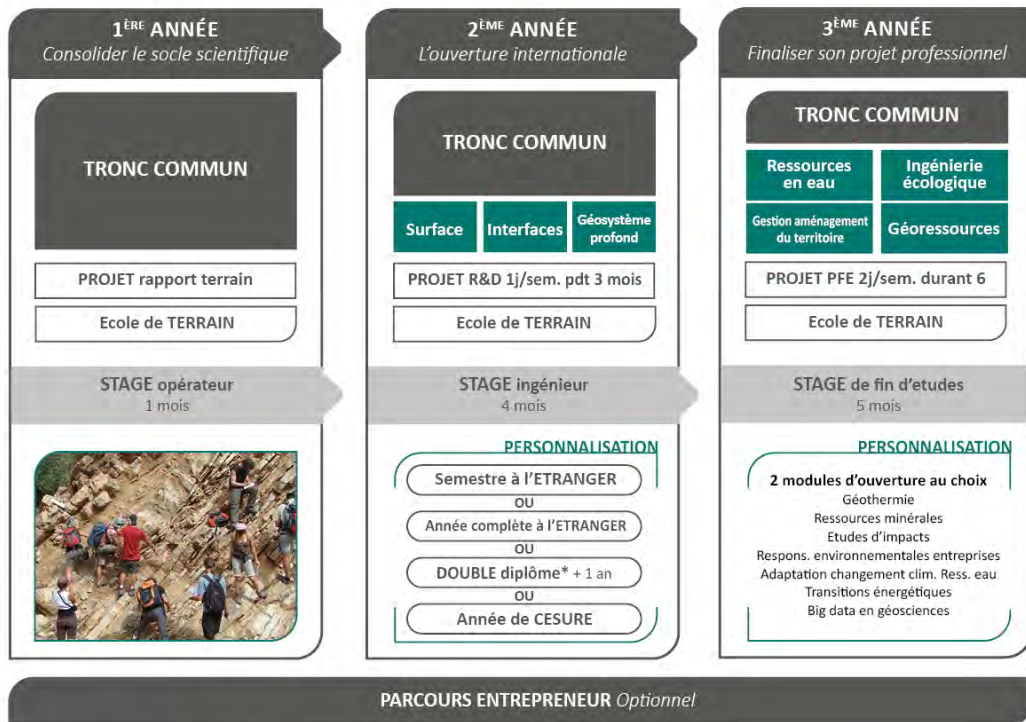 1ÈRE ANNÉE
Consolider le socle scientifique
TRONC COMMUN
PROJET rapport terrain
Ecole de TERRAIN
STAGE opérateur
1 mois
2ÈME ANNÉE
L'ouverture internationale
TRONC COMMUN
Surface
Interfaces
Géosystème
profond
PROJET R&D 1j/sem. pdt 3 mois
Ecole de TERRAIN
STAGE ingénieur
4 mois
PERSONNALISATION
Semestre à l'ETRANGER
OU
Année complète à l'ETRANGER
OU
DOUBLE diplôme* + 1 an
OU
Année de CESURE
3ÈME ANNÉE
Finaliser son projet professionnel
TRONC COMMUN
Ressources
en eau
Ingénierie
écologique
Gestion aménagement
du territoire
Géoressources
PROJET PFE 2j/sem. durant 6
Ecole de TERRAIN
STAGE de fin d'etudes
5 mois
PERSONNALISATION
2 modules d'ouverture au choix
Géothermie
Ressources minérales
Etudes d'impacts
Respons. environnementales entreprises
Adaptation changement clim. Ress. eau
Transitions énergétiques
Big data en géosciences
PARCOURS ENTREPRENEUR Optionnel